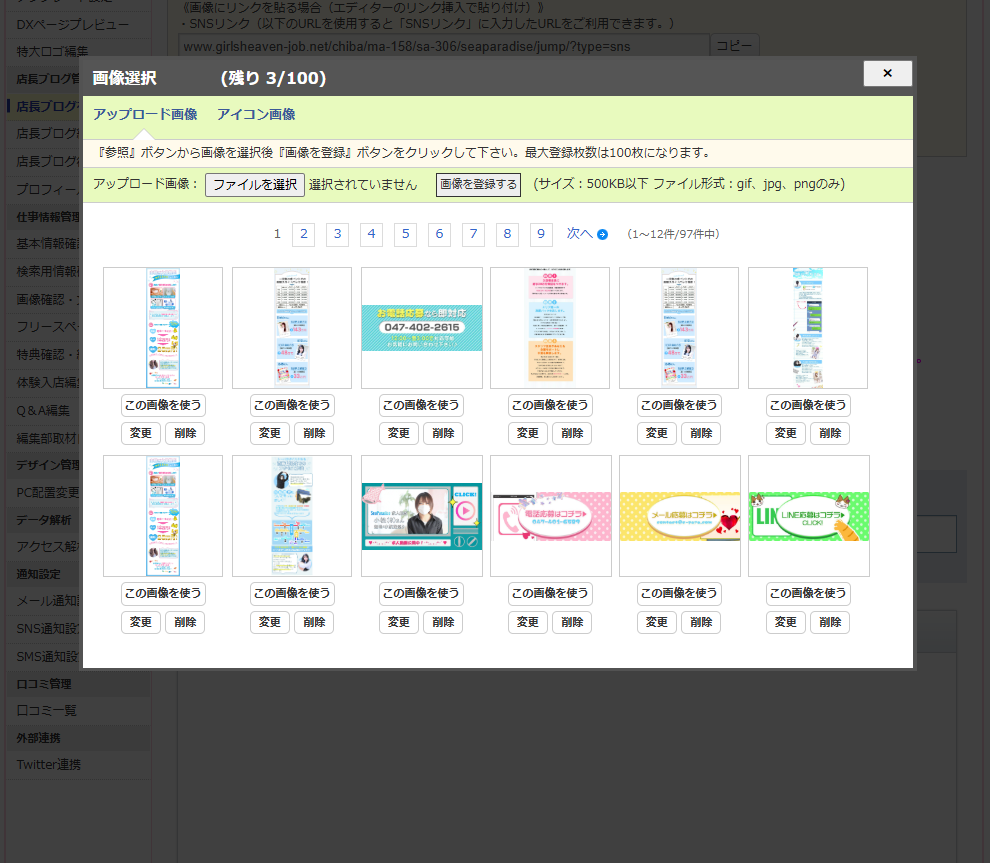 《画像にリンクを貼る場合（エディターのリンク挿入で貼り付け）》
・SNSリンク（以下のURLを使用すると「SNSリンク」に入力したURLをご利用できます。）
www.girlsheaven-job.net/chiba/ma-158/sa-306/seaparadise/jump/?type=sns
コピー
DXページプレビュー
特大ロゴ編集
店長ブログ管
店長ブログ
店長ブログ
店長ブログ
プロフィー
仕事情報管理
基本情報確
検索用情報
画像確認・
フリースペ
特典確認・
体験入店編
Q＆A編集
編集部取材
デザイン管理
PC配置変更
データ解析
アクセス解
通知設定
メール通知
SNS通知設
SMS通知設
口コミ管理
口コミ一覧
外部連携
Twitter連携
画像選択 （残り 3/100）
×
アップロード画像 アイコン画像
『参照』ボタンから画像を選択後『画像を登録』ボタンをクリックして下さい。最大登録枚数は100枚になります。
アップロード画像： ファイルを選択 選択されていません 画像を登録する （サイズ：500KB以下 ファイル形式：gif、jpg、pngのみ）
1 2 3 4 5 6 7 8 9 次へ （1～12件/97件中）
お電話応募なら即対応
047-402-2615
この画像を使う この画像を使う この画像を使う この画像を使う この画像を使う この画像を使う
変更 削除 変更 削除 変更 削除 変更 削除 変更 削除 変更 削除
CLICK!
電話応募はコチラ
メール応募はコチラ
LINE応募はコチラ
CLICK!
この画像を使う この画像を使う この画像を使う この画像を使う この画像を使う この画像を使う
変更 削除 変更 削除 変更 削除 変更 削除 変更 削除 変更 削除